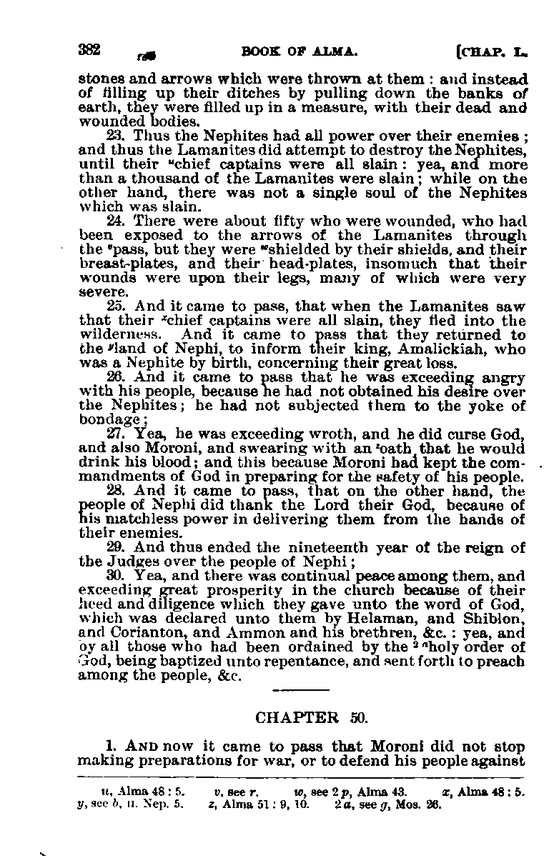 382 BOOK OF ALMA. [CHAP. L.
stones and arrows which were thrown at them : and instead
of filling up their ditches by pulling down the banks of
earth, they were filled up in a measure, with their dead and
wounded bodies.
23. Thus the Nephites had all power over their enemies ;
and thus the Lamanites did attempt to destroy the Nephites,
until their ᵘchief captains were all slain : yea, and more
than a thousand of the Lamanites were slain ; while on the
other hand, there was not a single soul of the Nephites
which was slain.
24. There were about fifty who were wounded, who had
been exposed to the arrows of the Lamanites through
the ᵛpass, but they were ʷshielded by their shields, and their
breast-plates, and their head-plates, insomuch that their
wounds were upon their legs, many of which were very
severe.
25. And it came to pass, that when the Lamanites saw
that their ˣchief captains were all slain, they fled into the
wilderness. And it came to pass that they returned to
the ʸland of Nephi, to inform their king, Amalickiah, who
was a Nephite by birth, concerning their great loss.
26. And it came to pass that he was exceeding angry
with his people, because he had not obtained his desire over
the Nephites ; he had not subjected them to the yoke of
bondage ;
27. Yea, he was exceeding wroth, and he did curse God,
and also Moroni, and swearing with an ᶻoath that he would
drink his blood ; and this because Moroni had kept the com-
mandments of God in preparing for the safety of his people.
28. And it came to pass, that on the other hand, the
people of Nephi did thank the Lord their God, because of
his matchless power in delivering them from the hands of
their enemies.
29. And thus ended the nineteenth year of the reign of
the Judges over the people of Nephi ;
30. Yea, and there was continual peace among them, and
exceeding great prosperity in the church because of their
heed and diligence which they gave unto the word of God,
which was declared unto them by Helaman, and Shiblon,
and Corianton, and Ammon and his brethren, &c. : yea, and
by all those who had been ordained by the ² ᵃholy order of
God, being baptized unto repentance, and sent forth to preach
among the people, &c.
CHAPTER 50.
1. AND now it came to pass that Moroni did not stop
making preparations for war, or to defend his people against
u, Alma 48 : 5. v, see r. w, see 2 p, Alma 43. x, Alma 48 : 5.
y, see b, II. Nep. 5. z, Alma 51 : 9, 10. 2 a, see g, Mos. 26.